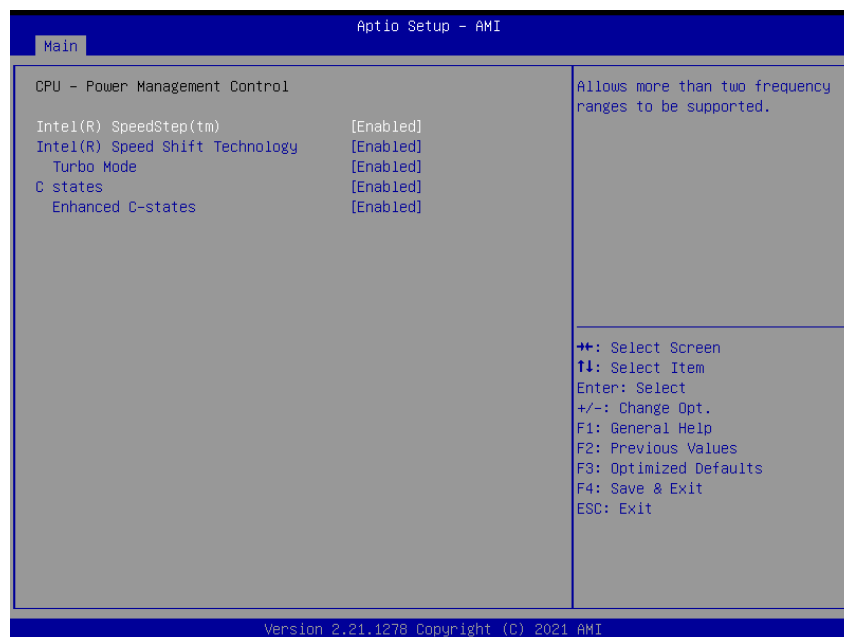 Aptio Setup – AMI
Main
CPU – Power Management Control
Intel(R) SpeedStep(tm) [Enabled]
Intel(R) Speed Shift Technology [Enabled]
Turbo Mode [Enabled]
C states [Enabled]
Enhanced C–states [Enabled]
Allows more than two frequency
ranges to be supported.
→←: Select Screen
↑↓: Select Item
Enter: Select
+/–: Change Opt.
F1: General Help
F2: Previous Values
F3: Optimized Defaults
F4: Save & Exit
ESC: Exit
Version 2.21.1278 Copyright (C) 2021 AMI